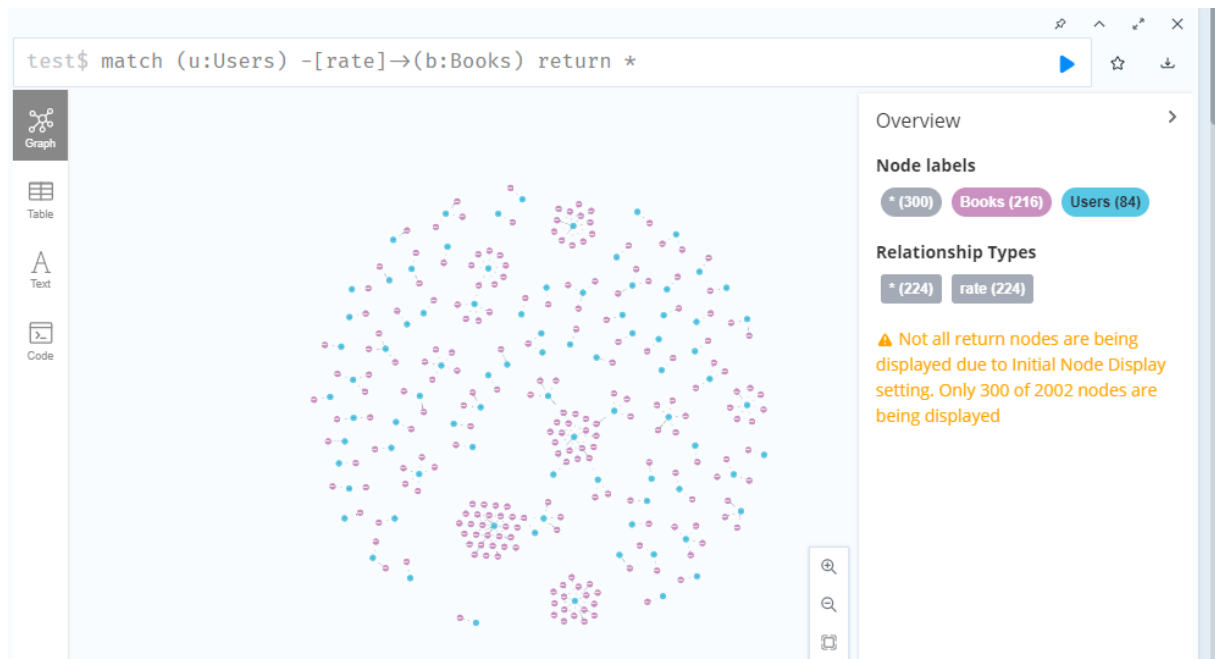 test$ match (u:Users) -[rate]→(b:Books) return *
Graph
Table
Text
Code
Overview
Node labels
* (300) Books (216) Users (84)
Relationship Types
* (224) rate (224)
Not all return nodes are being
displayed due to Initial Node Display
setting. Only 300 of 2002 nodes are
being displayed